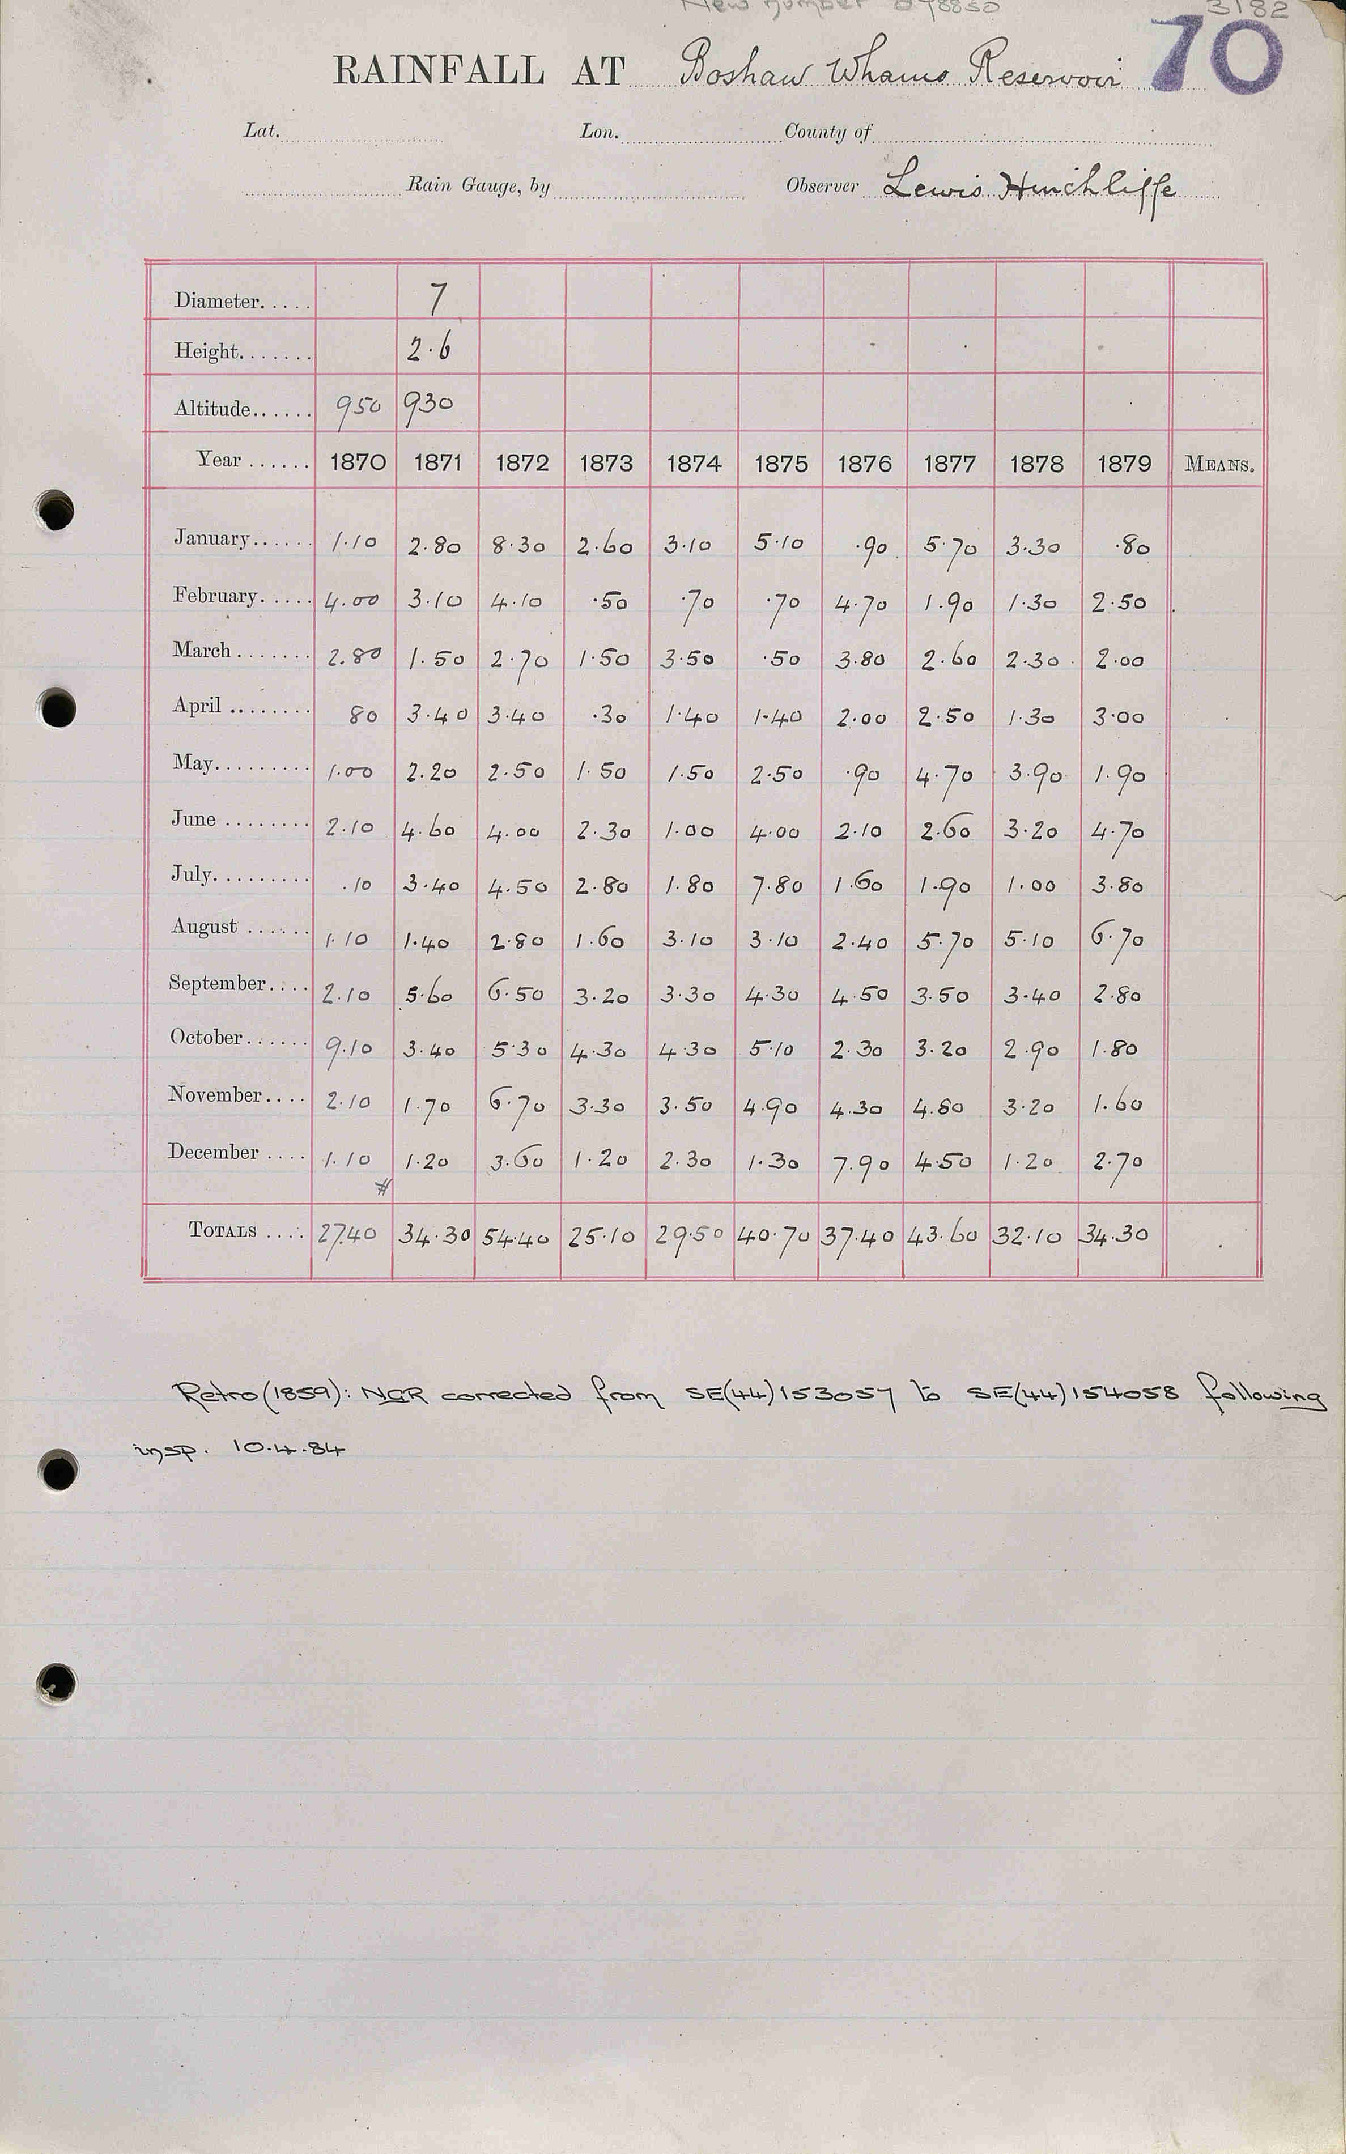 New number 3182
70
RAINFALL AT Boshaw Whams Reservoir
Lat. Lon. County of
Rain Gauge, by Observer Lewis Hinchliffe
Diameter 7
Height 2.6
Altitude 950 930
Year 1870 1871 1872 1873 1874 1875 1876 1877 1878 1879 MEANS.
January 1.10 2.80 8.30 2.60 3.10 5.10 .90 5.70 3.30 .80
February 4.00 3.10 4.10 .50 .70 .70 4.70 1.90 1.30 2.50
March 2.80 1.50 2.70 1.50 3.50 .50 3.80 2.60 2.30 2.00
April 80 3.40 3.40 .30 1.40 1.40 2.00 2.50 1.30 3.00
May 1.00 2.20 2.50 1.50 1.50 2.50 .90 4.70 3.90 1.90
June 2.10 4.60 4.00 2.30 1.00 4.00 2.10 2.60 3.20 4.70
July .10 3.40 4.50 2.80 1.80 7.80 1.60 1.90 1.00 3.80
August 1.10 1.40 2.80 1.60 3.10 3.10 2.40 5.70 5.10 6.70
September 2.10 5.60 6.50 3.20 3.30 4.30 4.50 3.50 3.40 2.80
October 9.10 3.40 5.30 4.30 4.30 5.10 2.30 3.20 2.90 1.80
November 2.10 1.70 6.70 3.30 3.50 4.90 4.30 4.80 3.20 1.60
December 1.10 1.20 3.60 1.20 2.30 1.30 7.90 4.50 1.20 2.70
#
TOTALS 27.40 34.30 54.40 25.10 29.50 40.70 37.40 43.60 32.10 34.30
Retro (1859): NGR corrected from SE(44)153057 to SE(44)154058 following
insp. 10.4.84